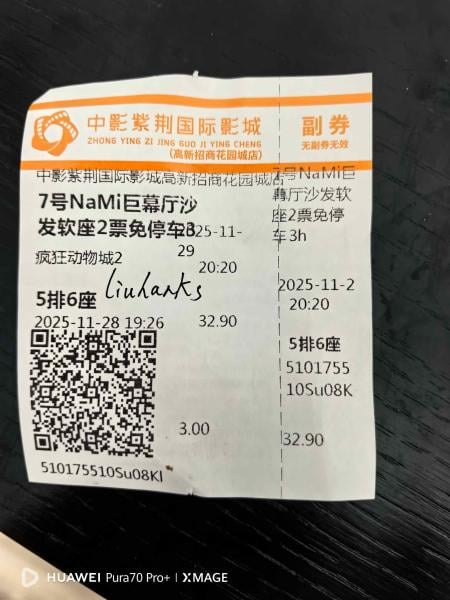 中影紫荆国际影城
ZHONG YING ZI JING GUO JI YING CHENG
(高新招商花园城店)
副 券
无副券无效
中影紫荆国际影城高新招商花园城店
7号NaMi巨幕厅沙
发软座2票免停车3
2025-11-
29
20:20
疯狂动物城2
liuhanks
5排6座
2025-11-28 19:26
32.90
3.00
510175510Su08KI
7号NaMi巨
幕厅沙发软
座2票免停
车3h
2025-11-2
20:20
5排6座
5101755
10Su08K
32.90
HUAWEI Pura70 Pro+ | XMAGE